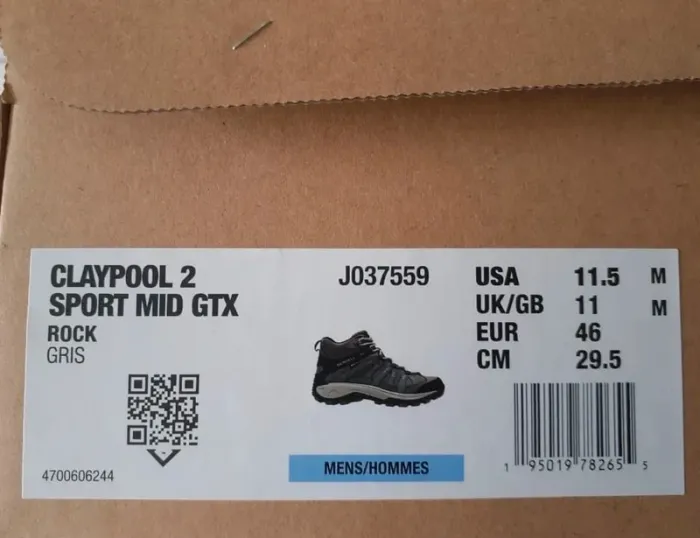 CLAYPOOL 2
SPORT MID GTX
ROCK
GRIS
4700606244
J037559
MENS/HOMMES
USA 11.5 M
UK/GB 11 M
EUR 46
CM 29.5
1 95019 78265 5